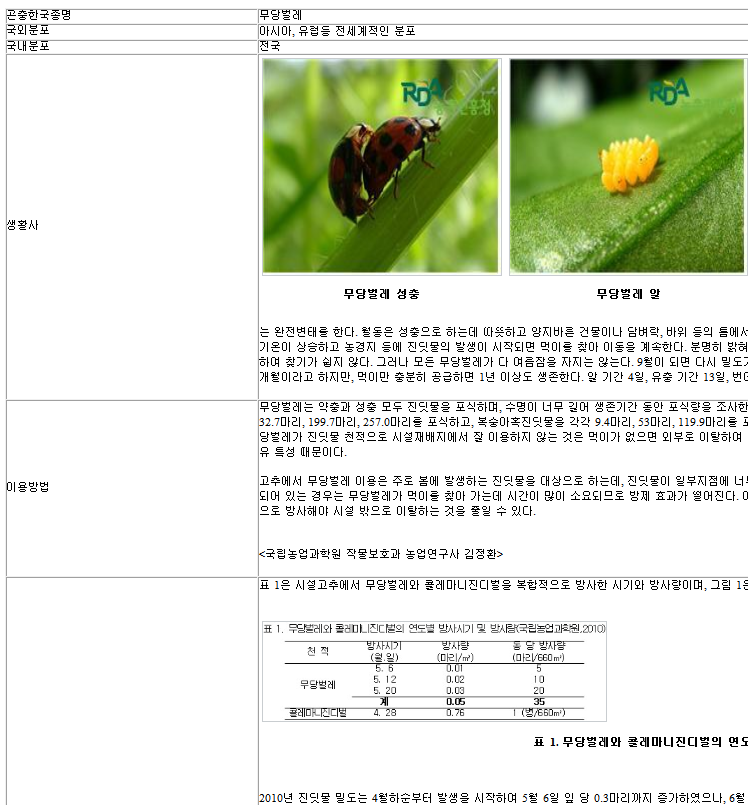 곤충한국종명 무당벌레
국외분포 아시아, 유럽등 전세계적인 분포
국내분포 전국
RDA 농촌진흥청 RDA 농촌진흥청
생활사
무당벌레 성충 무당벌레 알
는 완전변태를 한다. 월동은 성충으로 하는데 따뜻하고 양지바른 건물이나 담벼락, 바위 등의 틈에서
기온이 상승하고 농경지 등에 진딧물의 발생이 시작되면 먹이를 찾아 이동을 계속한다. 분명히 밝혀
하여 찾기가 쉽지 않다. 그러나 모든 무당벌레가 다 여름잠을 자지는 않는다. 9월이 되면 다시 밀도가
개월이라고 하지만, 먹이만 충분히 공급하면 1년 이상도 생존한다. 알 기간 4일, 유충 기간 13일, 번데
이용방법
무당벌레는 약충과 성충 모두 진딧물을 포식하며, 수명이 너무 길어 생존기간 동안 포식량을 조사한
32.7마리, 199.7마리, 257.0마리를 포식하고, 복숭아혹진딧물을 각각 9.4마리, 53마리, 119.9마리를 포
당벌레가 진딧물 천적으로 시설재배지에서 잘 이용하지 않는 것은 먹이가 없으면 외부로 이탈하여
유 특성 때문이다.
고추에서 무당벌레 이용은 주로 봄에 발생하는 진딧물을 대상으로 하는데, 진딧물이 일부지점에 너무
되어 있는 경우는 무당벌레가 먹이를 찾아 가는데 시간이 많이 소요되므로 방제 효과가 떨어진다. 이
으로 방사해야 시설 밖으로 이탈하는 것을 줄일 수 있다.
<국립농업과학원 작물보호과 농업연구사 김정환>
표 1은 시설고추에서 무당벌레와 콜레마니진디벌을 복합적으로 방사한 시기와 방사량이며, 그림 1은
표 1. 무당벌레와 콜레마니진디벌의 연도별 방사시기 및 방사량(국립농업과학원, 2010)
천 적 방사시기 (월.일) 방사량 (마리/㎡) 동 당 방사량 (마리/660㎡)
무당벌레 5. 6 0.01 5
5. 12 0.02 10
5. 20 0.03 20
계 0.05 35
콜레마니진디벌 4. 28 0.76 1 (병/660㎡)
표 1. 무당벌레와 콜레마니진디벌의 연도
2010년 진딧물 밀도는 4월하순부터 발생을 시작하여 5월 6일 잎 당 0.3마리까지 증가하였으나, 6월